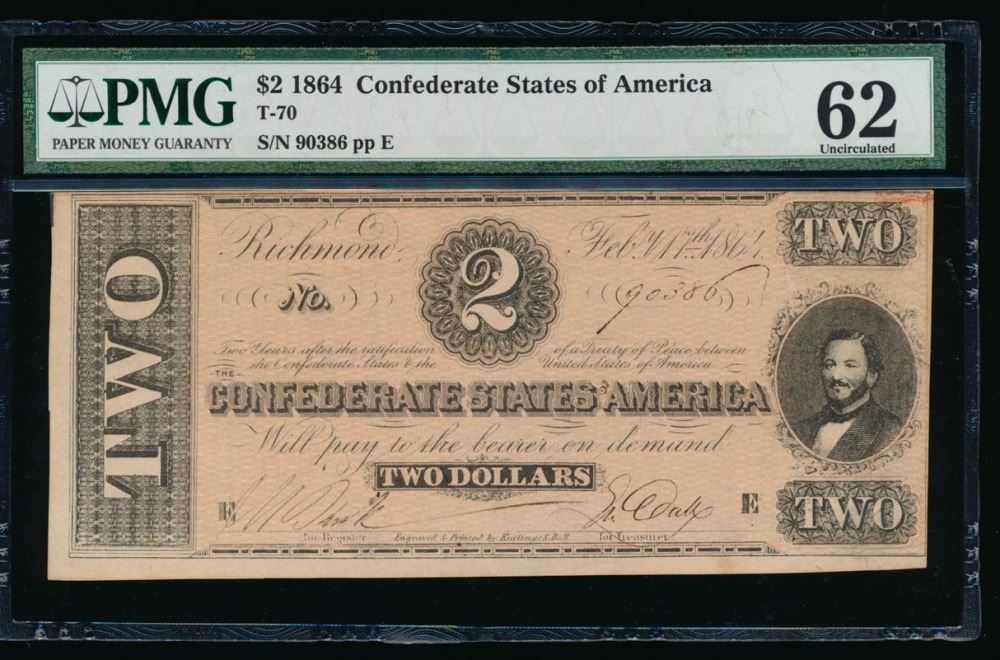 PMG
PAPER MONEY GUARANTY
$2 1864 Confederate States of America
T-70
S/N 90386 pp E
62
Uncirculated
TWO
Richmond, Feb'y 17th 1864.
2
TWO
No. 90386
Two Years after the ratification of a Treaty of Peace between
the Confederate States & the United States of America
THE
CONFEDERATE STATES OF AMERICA
Will pay to the bearer on demand
TWO DOLLARS
E
E
TWO
for Register
Engraved & Printed by Keatinge & Ball
for Treasurer